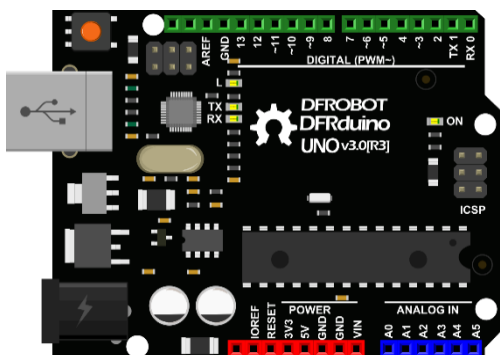 AREF
GND
13
12
~11
~10
~9
8
7
~6
~5
4
~3
2
TX 1
RX 0
DIGITAL (PWM~)
L
TX
RX
DFROBOT
DFRduino
UNO v3.0[R3]
ON
ICSP
POWER
ANALOG IN
IOREF
RESET
3V3
5V
GND
GND
VIN
A0
A1
A2
A3
A4
A5